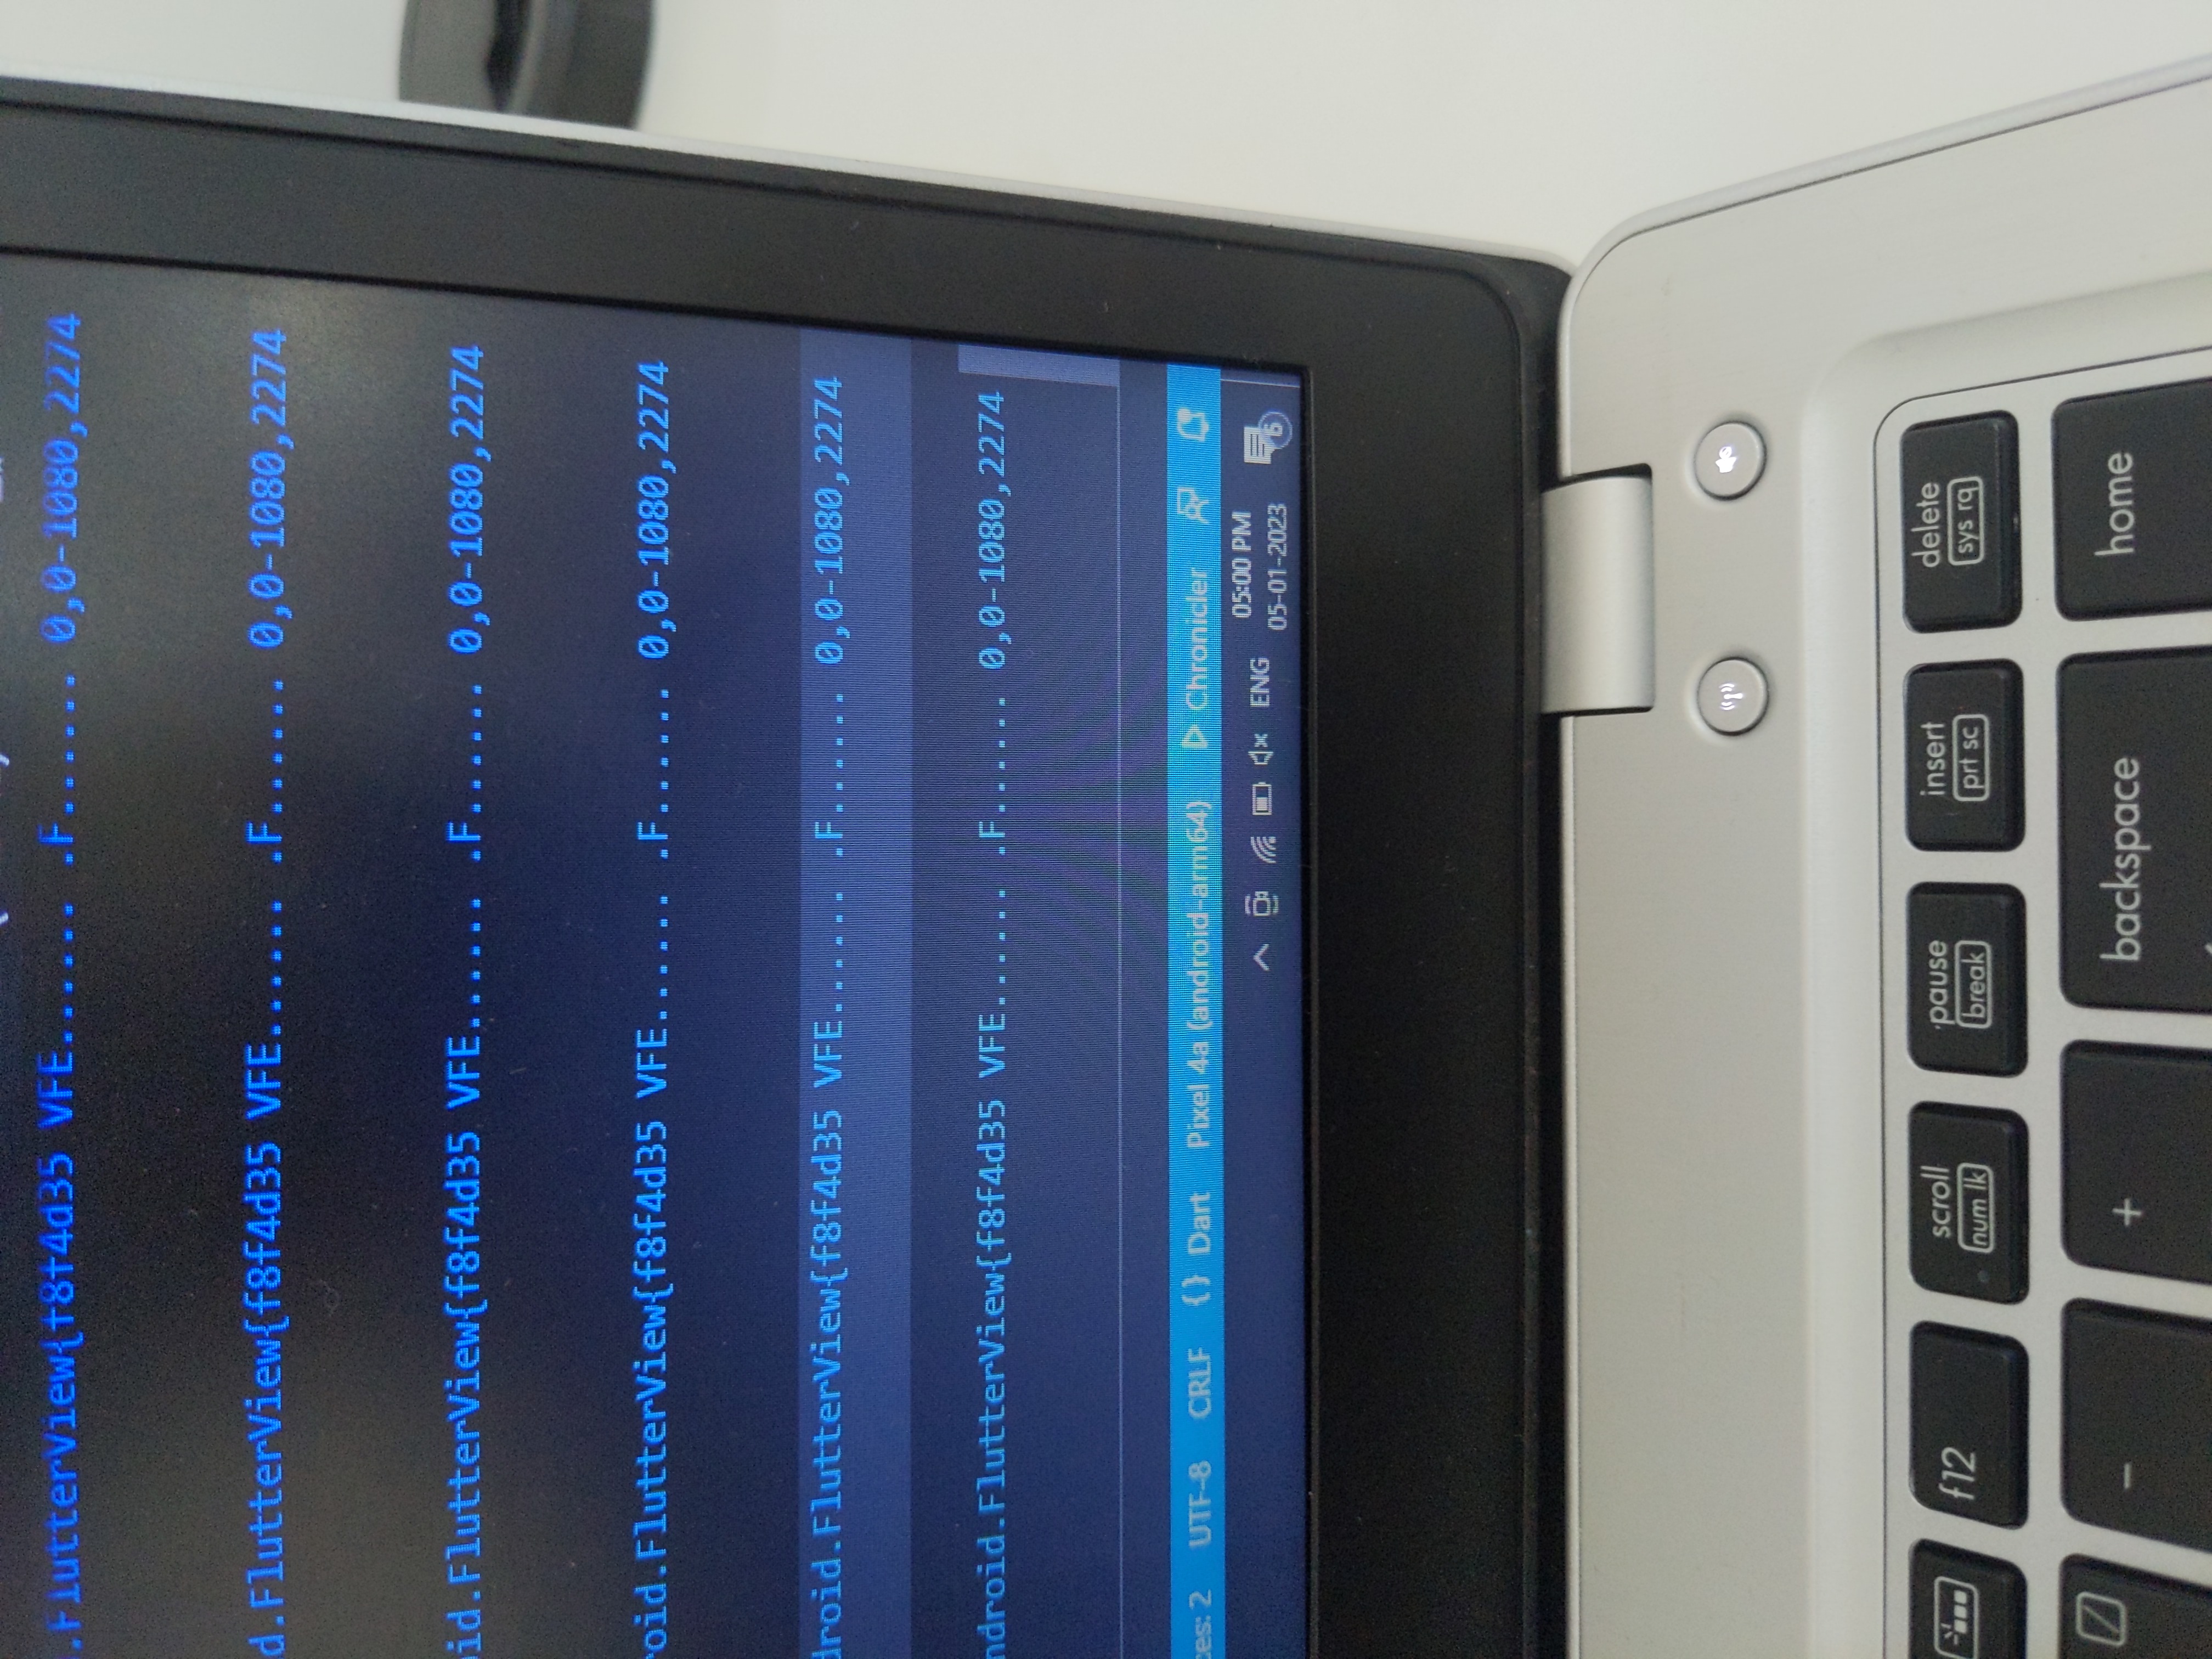 .FlutterView{f8f4d35 VFE...... .F...... 0,0-1080,2274
d.FlutterView{f8f4d35 VFE...... .F...... 0,0-1080,2274
oid.FlutterView{f8f4d35 VFE...... .F...... 0,0-1080,2274
roid.FlutterView{f8f4d35 VFE...... .F...... 0,0-1080,2274
droid.FlutterView{f8f4d35 VFE...... .F...... 0,0-1080,2274
ndroid.FlutterView{f8f4d35 VFE...... .F...... 0,0-1080,2274
ces: 2 UTF-8 CRLF {} Dart Pixel 4a (android-arm64) Chronicler
ENG 05:00 PM
05-01-2023 6
f12 scroll pause insert delete
num lk break prt sc sys rq
- + backspace home